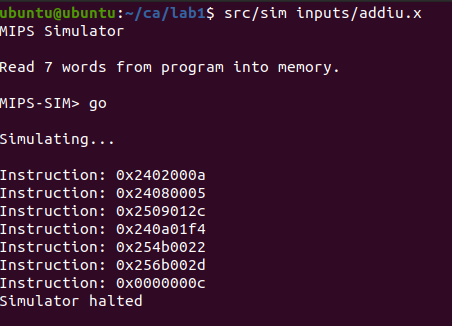 ubuntu@ubuntu:~/ca/lab1$ src/sim inputs/addiu.x
MIPS Simulator
Read 7 words from program into memory.
MIPS-SIM> go
Simulating...
Instruction: 0x2402000a
Instruction: 0x24080005
Instruction: 0x2509012c
Instruction: 0x240a01f4
Instruction: 0x254b0022
Instruction: 0x256b002d
Instruction: 0x0000000c
Simulator halted